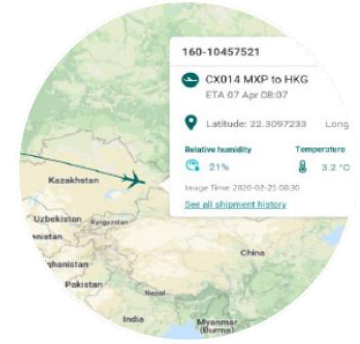 160-10457521
CX014 MXP to HKG
ETA 07 Apr 08:07
Latitude: 22.3097233 Long
Relative humidity Temperature
21% 3.2 °C
Image Time: 2020-03-25 08:30
See all shipment history
Kazakhstan
Uzbekistan
Kyrgyzstan
China
Pakistan
Nepal
India
Myanmar
(Burma)